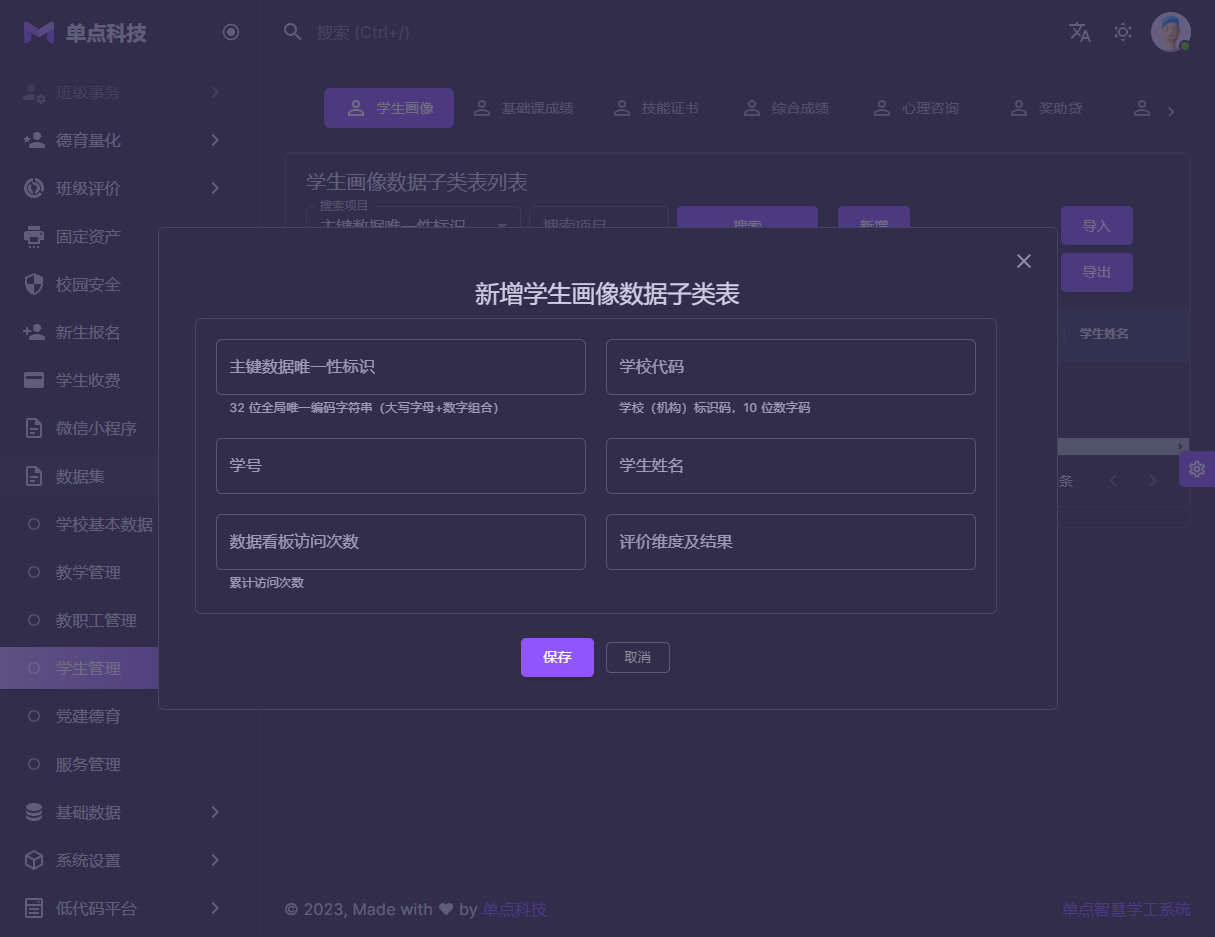 单点科技
搜索 (Ctrl+/)
班级事务
德育量化
班级评价
固定资产
校园安全
新生报名
学生收费
微信小程序
数据集
学校基本数据
教学管理
教职工管理
学生管理
党建德育
服务管理
基础数据
系统设置
低代码平台
学生画像
基础课成绩
技能证书
综合成绩
心理咨询
奖助贷
学生画像数据子类表列表
搜索项目
主键数据唯一性标识
搜索项目
搜索
新增
导入
导出
学生姓名
条
新增学生画像数据子类表
主键数据唯一性标识
学校代码
32 位全局唯一编码字符串（大写字母+数字组合）
学校（机构）标识码，10 位数字码
学号
学生姓名
数据看板访问次数
评价维度及结果
累计访问次数
保存
取消
© 2023, Made with ❤ by 单点科技
单点智慧学工系统